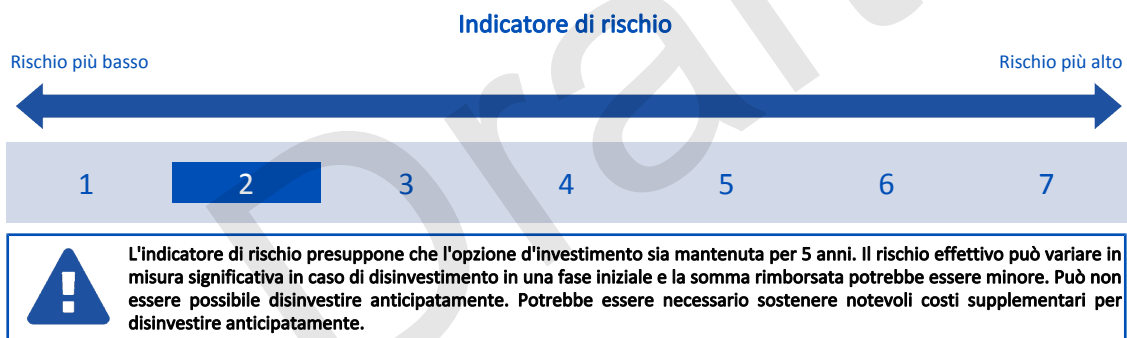 Indicatore di rischio
Rischio più basso
Rischio più alto
1 2 3 4 5 6 7
L'indicatore di rischio presuppone che l'opzione d'investimento sia mantenuta per 5 anni. Il rischio effettivo può variare in
misura significativa in caso di disinvestimento in una fase iniziale e la somma rimborsata potrebbe essere minore. Può non
essere possibile disinvestire anticipatamente. Potrebbe essere necessario sostenere notevoli costi supplementari per
disinvestire anticipatamente.
Draft